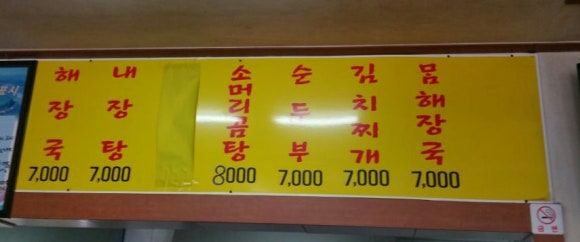 해장국 7,000
내장탕 7,000
소머리곰탕 8000
순두부 7,000
김치찌개 7,000
몸해장국 7,000
금연